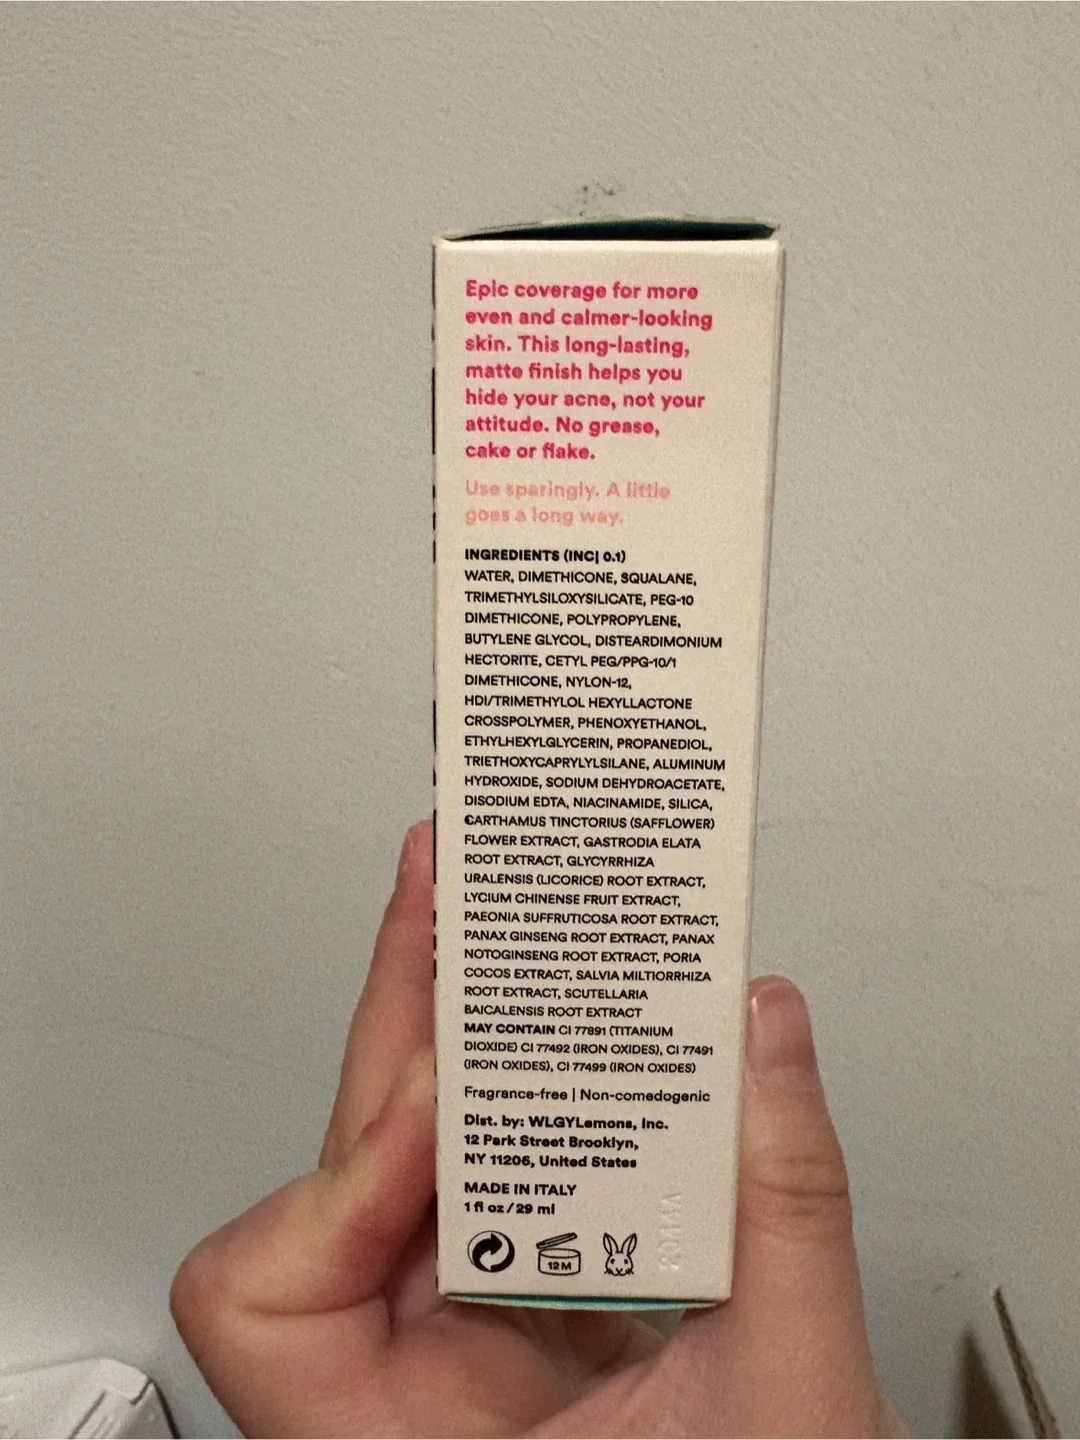 Epic coverage for more
even and calmer-looking
skin. This long-lasting,
matte finish helps you
hide your acne, not your
attitude. No grease,
cake or flake.
Use sparingly. A little
goes a long way.
INGREDIENTS (INC| 0.1)
WATER, DIMETHICONE, SQUALANE,
TRIMETHYLSILOXYSILICATE, PEG-10
DIMETHICONE, POLYPROPYLENE,
BUTYLENE GLYCOL, DISTEARDIMONIUM
HECTORITE, CETYL PEG/PPG-10/1
DIMETHICONE, NYLON-12,
HDI/TRIMETHYLOL HEXYLLACTONE
CROSSPOLYMER, PHENOXYETHANOL,
ETHYLHEXYLGLYCERIN, PROPANEDIOL,
TRIETHOXYCAPRYLYLSILANE, ALUMINUM
HYDROXIDE, SODIUM DEHYDROACETATE,
DISODIUM EDTA, NIACINAMIDE, SILICA,
CARTHAMUS TINCTORIUS (SAFFLOWER)
FLOWER EXTRACT, GASTRODIA ELATA
ROOT EXTRACT, GLYCYRRHIZA
URALENSIS (LICORICE) ROOT EXTRACT,
LYCIUM CHINENSE FRUIT EXTRACT,
PAEONIA SUFFRUTICOSA ROOT EXTRACT,
PANAX GINSENG ROOT EXTRACT, PANAX
NOTOGINSENG ROOT EXTRACT, PORIA
COCOS EXTRACT, SALVIA MILTIORRHIZA
ROOT EXTRACT, SCUTELLARIA
BAICALENSIS ROOT EXTRACT
MAY CONTAIN CI 77891 (TITANIUM
DIOXIDE) CI 77492 (IRON OXIDES), CI 77491
(IRON OXIDES), CI 77499 (IRON OXIDES)
Fragrance-free | Non-comedogenic
Dist. by: WLGYLemons, Inc.
12 Park Street Brooklyn,
NY 11206, United States
MADE IN ITALY
1 fl oz / 29 ml
12 M